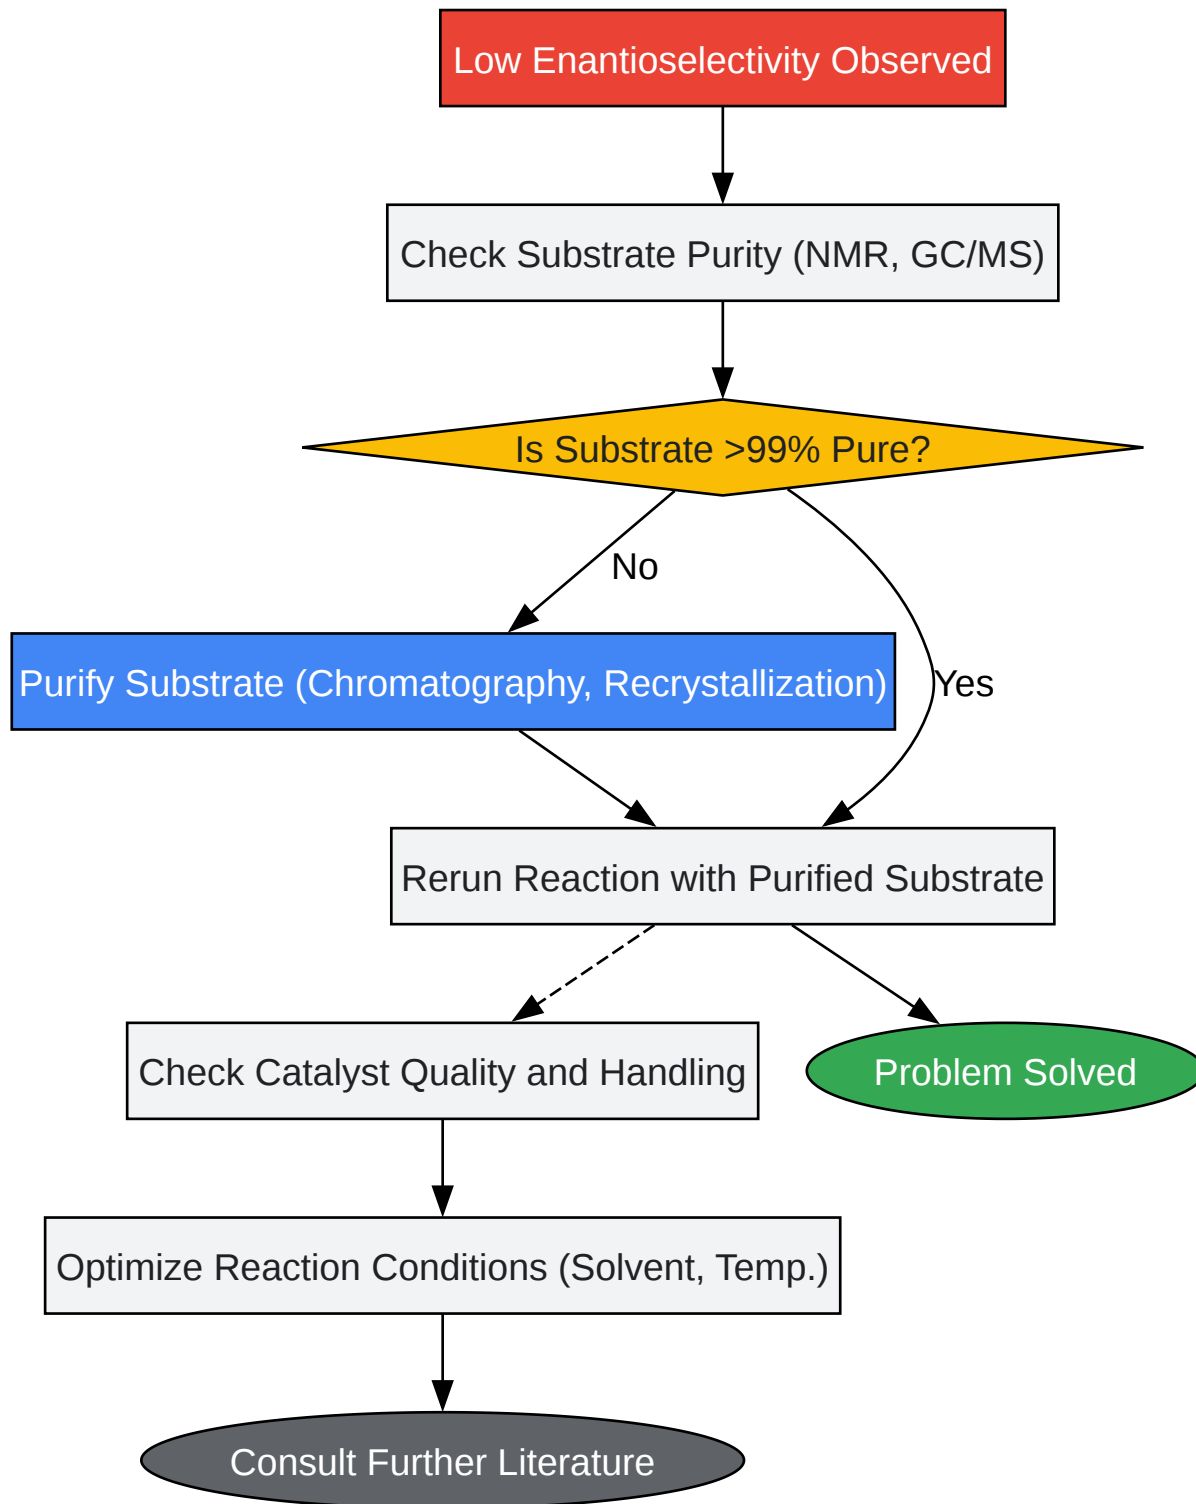 Low Enantioselectivity Observed
Check Substrate Purity (NMR, GC/MS)
Is Substrate >99% Pure?
No
Purify Substrate (Chromatography, Recrystallization)
Yes
Rerun Reaction with Purified Substrate
Check Catalyst Quality and Handling
Problem Solved
Optimize Reaction Conditions (Solvent, Temp.)
Consult Further Literature